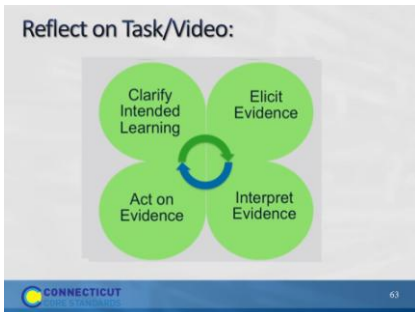 Reflect on Task/Video:
Clarify
Intended
Learning
Elicit
Evidence
Act on
Evidence
Interpret
Evidence
CONNECTICUT
CORE STANDARDS
63